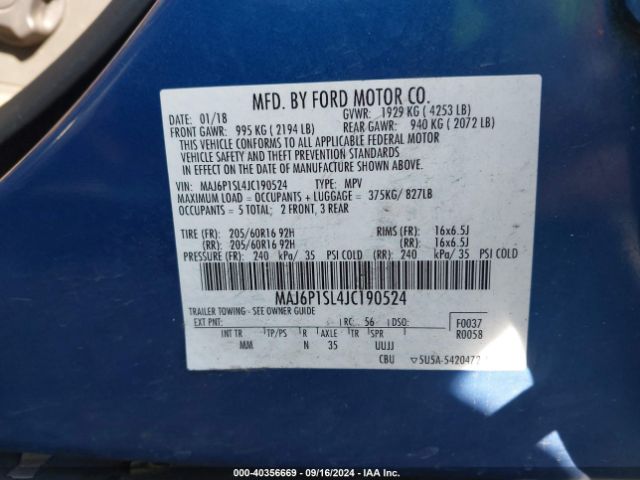 MFD. BY FORD MOTOR CO.
DATE: 01/18 GVWR: 1929 KG ( 4253 LB)
FRONT GAWR: 995 KG ( 2194 LB) REAR GAWR: 940 KG ( 2072 LB)
THIS VEHICLE CONFORMS TO ALL APPLICABLE FEDERAL MOTOR
VEHICLE SAFETY AND THEFT PREVENTION STANDARDS
IN EFFECT ON THE DATE OF MANUFACTURE SHOWN ABOVE.
VIN: MAJ6P1SL4JC190524 TYPE: MPV
MAXIMUM LOAD = OCCUPANTS + LUGGAGE = 375KG/ 827LB
OCCUPANTS = 5 TOTAL; 2 FRONT, 3 REAR
TIRE (FR): 205/60R16 92H RIMS (FR): 16x6.5J
(RR): 205/60R16 92H (RR): 16x6.5J
PRESSURE (FR): 240 kPa/ 35 PSI COLD (RR): 240 kPa/ 35 PSI COLD
MAJ6P1SL4JC190524
TRAILER TOWING - SEE OWNER GUIDE
EXT PNT: RC: 56 DSO: F0037
INT TR TP/PS R AXLE TR SPR R0058
MM N 35 UUJJ
CBU ▽5U5A-5420472
00-40356669 - 09/16/2024 - IAAI.COM